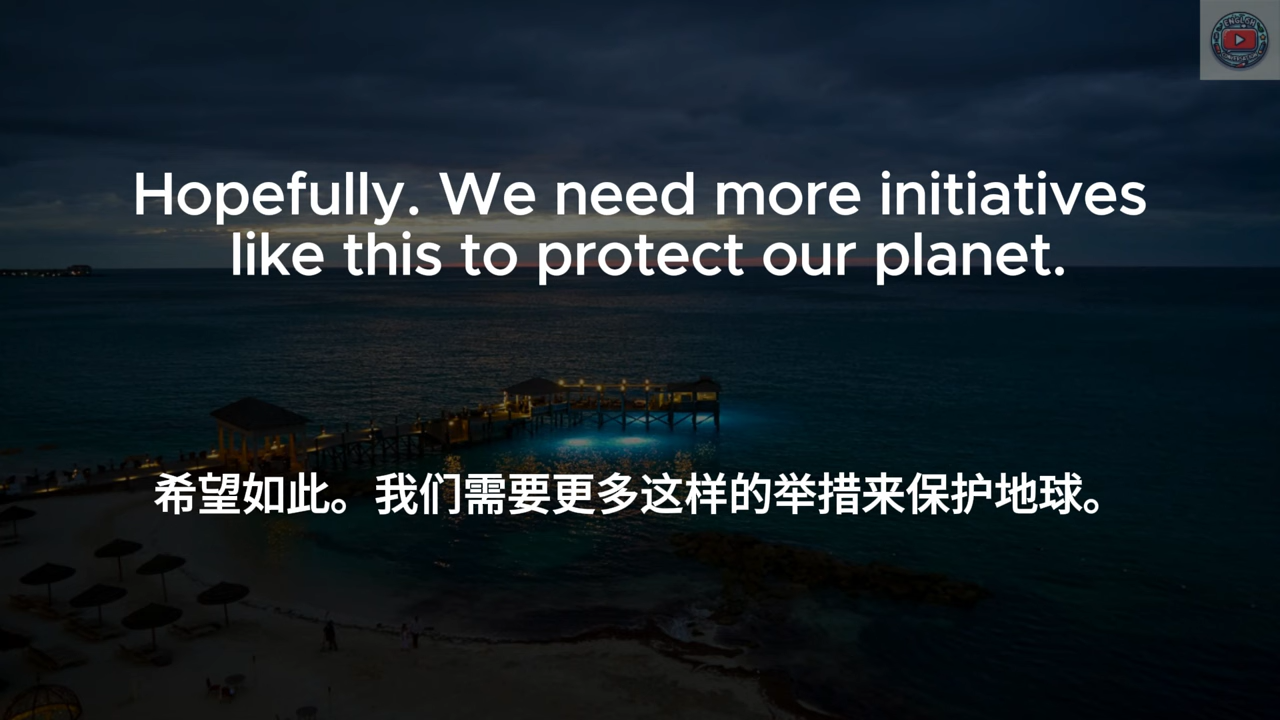 Hopefully. We need more initiatives
like this to protect our planet.
希望如此。我们需要更多这样的举措来保护地球。